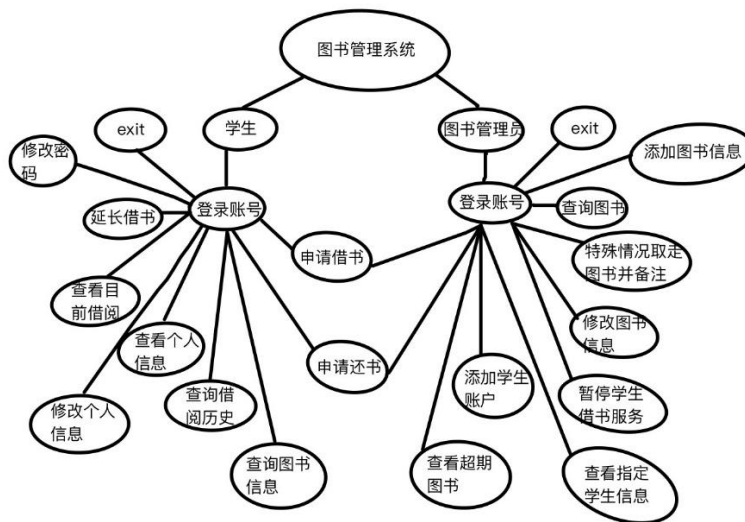 图书管理系统
exit
学生
图书管理员
exit
修改密
码
添加图书信息
延长借书
登录账号
登录账号
查询图书
申请借书
特殊情况取走
图书并备注
查看目
前借阅
查看个人
信息
修改图书
信息
申请还书
添加学生
账户
修改个人
信息
查询借
阅历史
暂停学生
借书服务
查询图书
信息
查看超期
图书
查看指定
学生信息